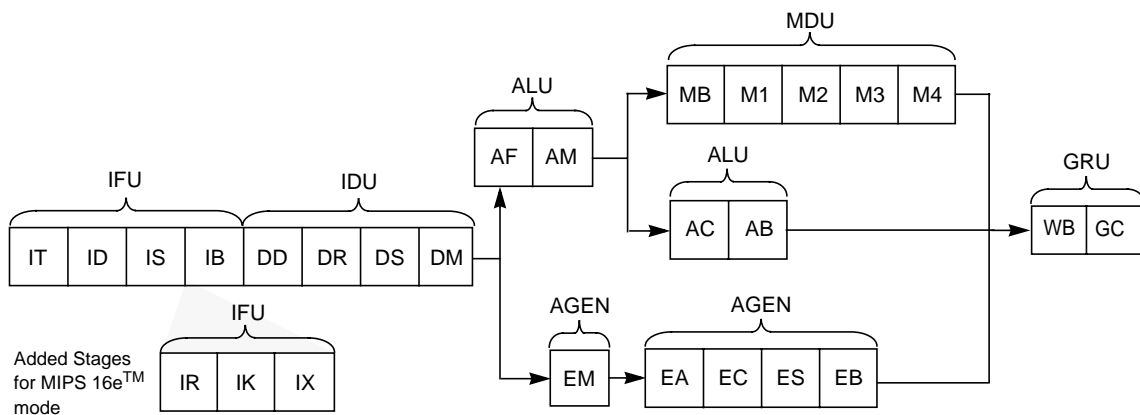 MDU
MB M1 M2 M3 M4
ALU
AF AM
ALU
AC AB
GRU
WB GC
IFU IDU
IT ID IS IB DD DR DS DM
IFU
Added Stages
for MIPS 16e™
mode
IR IK IX
AGEN
EM
AGEN
EA EC ES EB